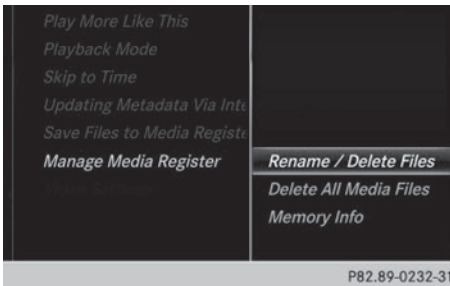 Play More Like This
Playback Mode
Skip to Time
Updating Metadata Via Inte
Save Files to Media Registe
Manage Media Register
Rename / Delete Files
Delete All Media Files
Memory Info
P82.89-0232-31